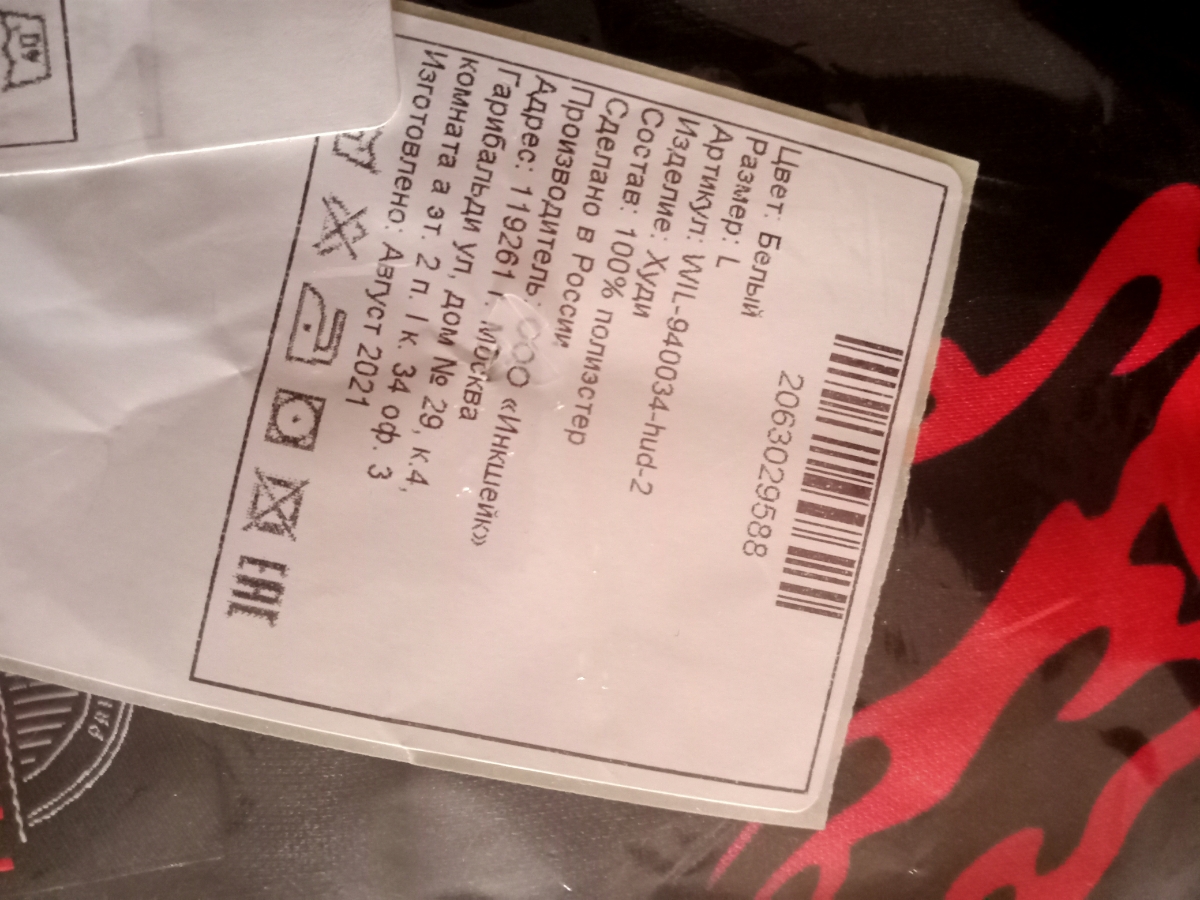 2063029588
Цвет: Белый
Размер: L
Артикул: WIL-940034-hud-2
Изделие: Худи
Состав: 100% полиэстер
Сделано в России
Производитель: ООО «Инкшейк»
Адрес: 119261 г. Москва
Гарибальди ул, дом № 29, к.4,
комната а эт. 2 п. I к. 34 оф. 3
Изготовлено: Август 2021
EAC